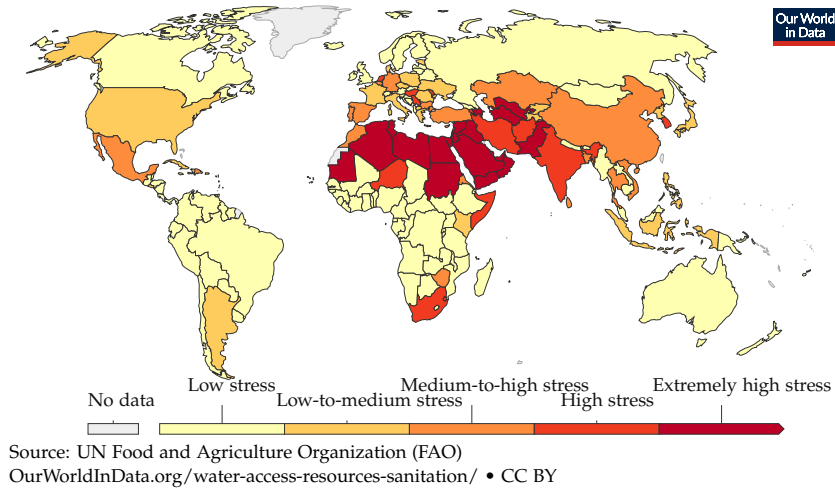 Our World
in Data
No data
Low stress
Low-to-medium stress
Medium-to-high stress
High stress
Extremely high stress
Source: UN Food and Agriculture Organization (FAO)
OurWorldInData.org/water-access-resources-sanitation/ • CC BY